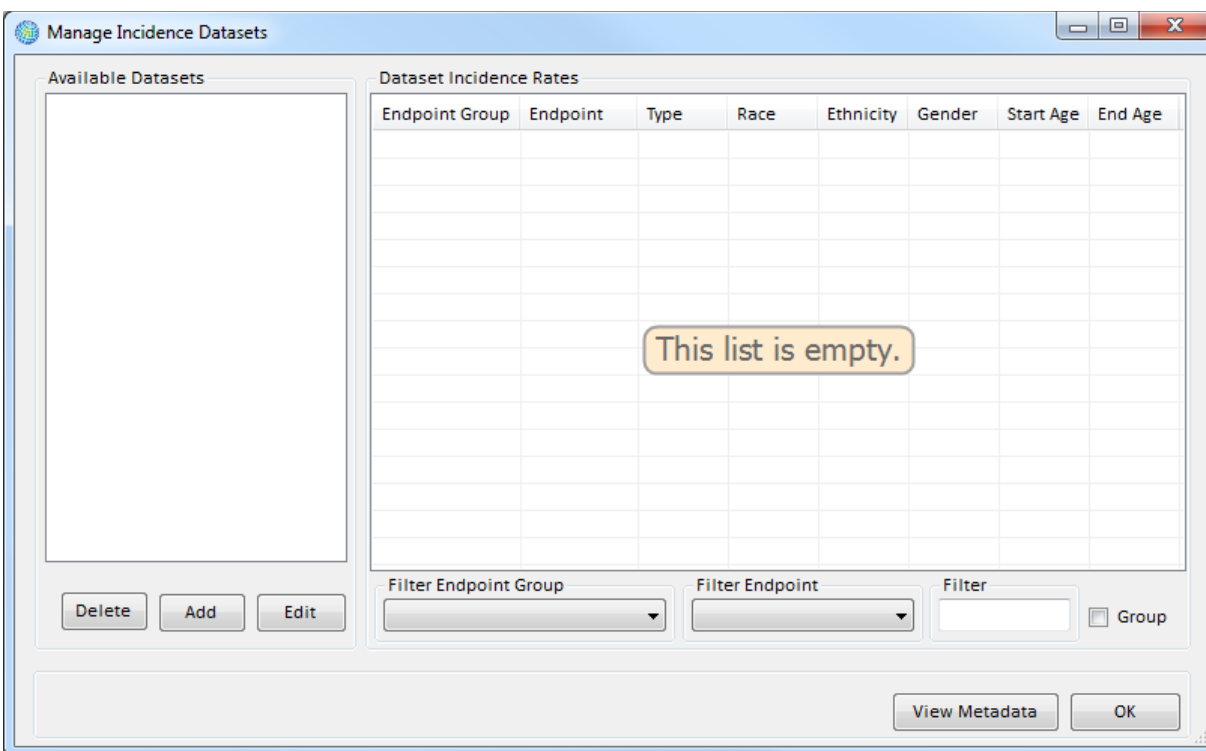 Manage Incidence Datasets
Available Datasets
Dataset Incidence Rates
Endpoint Group Endpoint Type Race Ethnicity Gender Start Age End Age
This list is empty.
Filter Endpoint Group Filter Endpoint Filter
Delete Add Edit Group
View Metadata OK